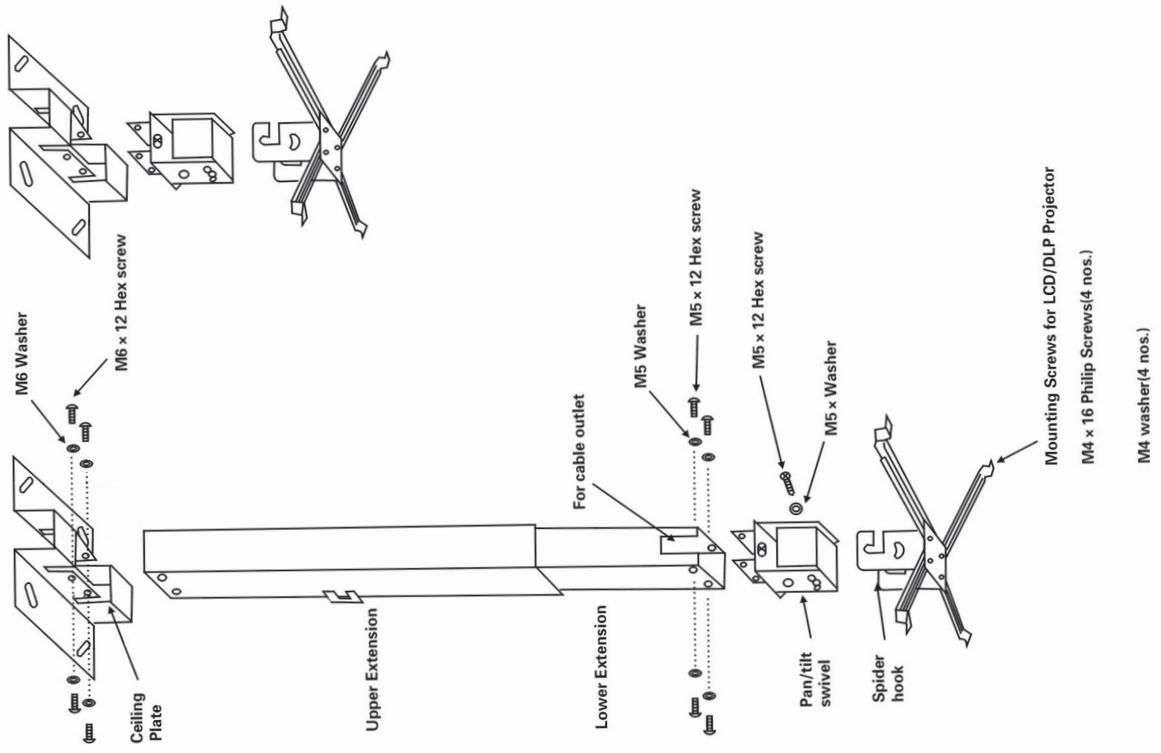 M6 Washer
M6 x 12 Hex screw
Ceiling
Plate
Upper Extension
Lower Extension
For cable outlet
M5 Washer
M5 x 12 Hex screw
M5 x 12 Hex screw
M5 x Washer
Pan/tilt
swivel
Spider
hook
Mounting Screws for LCD/DLP Projector
M4 x 16 Philip Screws(4 nos.)
M4 washer(4 nos.)